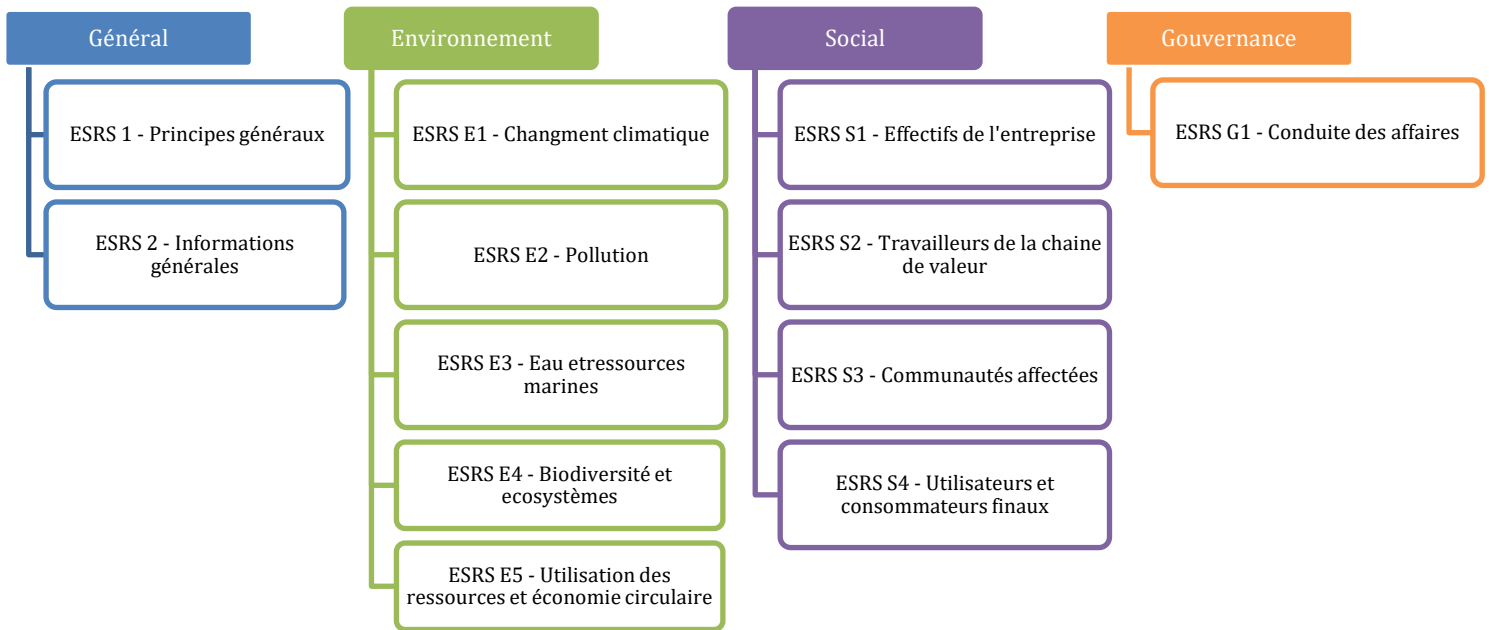 Général
ESRS 1 - Principes généraux
ESRS 2 - Informations
générales
Environnement
ESRS E1 - Changment climatique
ESRS E2 - Pollution
ESRS E3 - Eau etressources
marines
ESRS E4 - Biodiversité et
ecosystèmes
ESRS E5 - Utilisation des
ressources et économie circulaire
Social
ESRS S1 - Effectifs de l'entreprise
ESRS S2 - Travailleurs de la chaine
de valeur
ESRS S3 - Communautés affectées
ESRS S4 - Utilisateurs et
consommateurs finaux
Gouvernance
ESRS G1 - Conduite des affaires